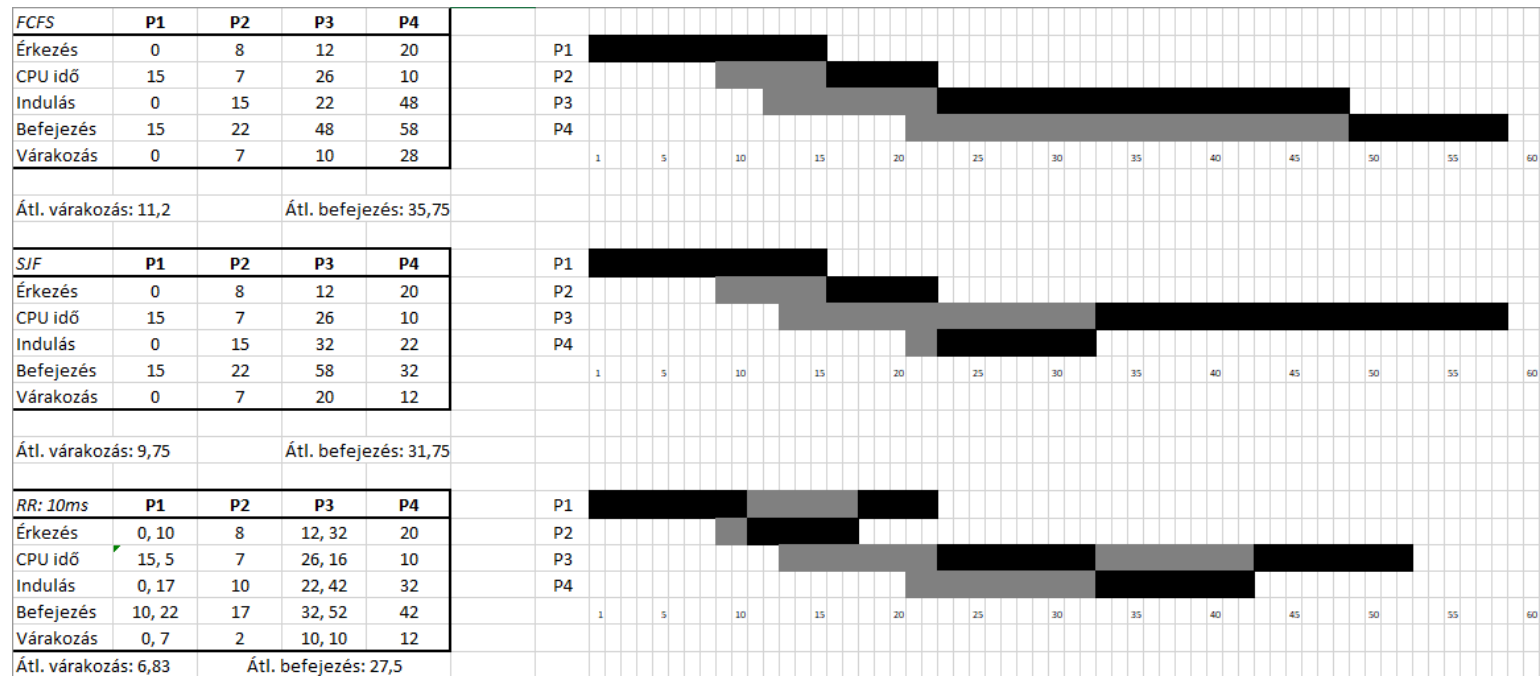 FCFS P1 P2 P3 P4
Érkezés 0 8 12 20 P1
CPU idő 15 7 26 10 P2
Indulás 0 15 22 48 P3
Befejezés 15 22 48 58 P4
Várakozás 0 7 10 28 1 5 10 15 20 25 30 35 40 45 50 55 60
Átl. várakozás: 11,2 Átl. befejezés: 35,75
SJF P1 P2 P3 P4 P1
Érkezés 0 8 12 20 P2
CPU idő 15 7 26 10 P3
Indulás 0 15 32 22 P4
Befejezés 15 22 58 32 1 5 10 15 20 25 30 35 40 45 50 55 60
Várakozás 0 7 20 12
Átl. várakozás: 9,75 Átl. befejezés: 31,75
RR: 10ms P1 P2 P3 P4 P1
Érkezés 0, 10 8 12, 32 20 P2
CPU idő 15, 5 7 26, 16 10 P3
Indulás 0, 17 10 22, 42 32 P4
Befejezés 10, 22 17 32, 52 42 1 5 10 15 20 25 30 35 40 45 50 55 60
Várakozás 0, 7 2 10, 10 12
Átl. várakozás: 6,83 Átl. befejezés: 27,5